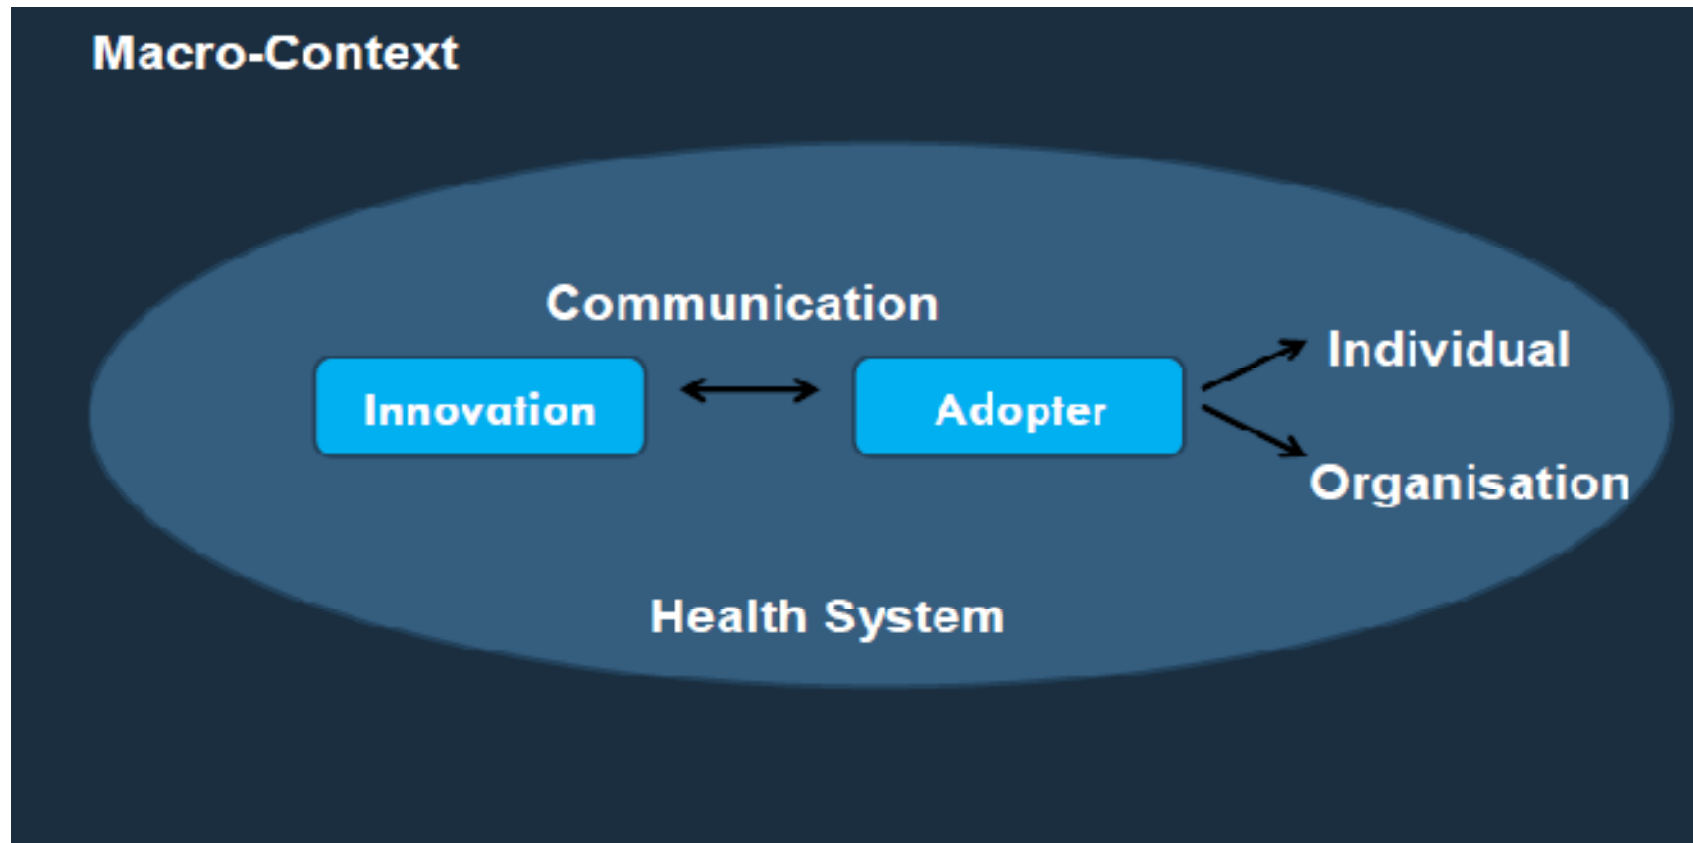 Macro-Context
Communication
Innovation
Adopter
Individual
Organisation
Health System